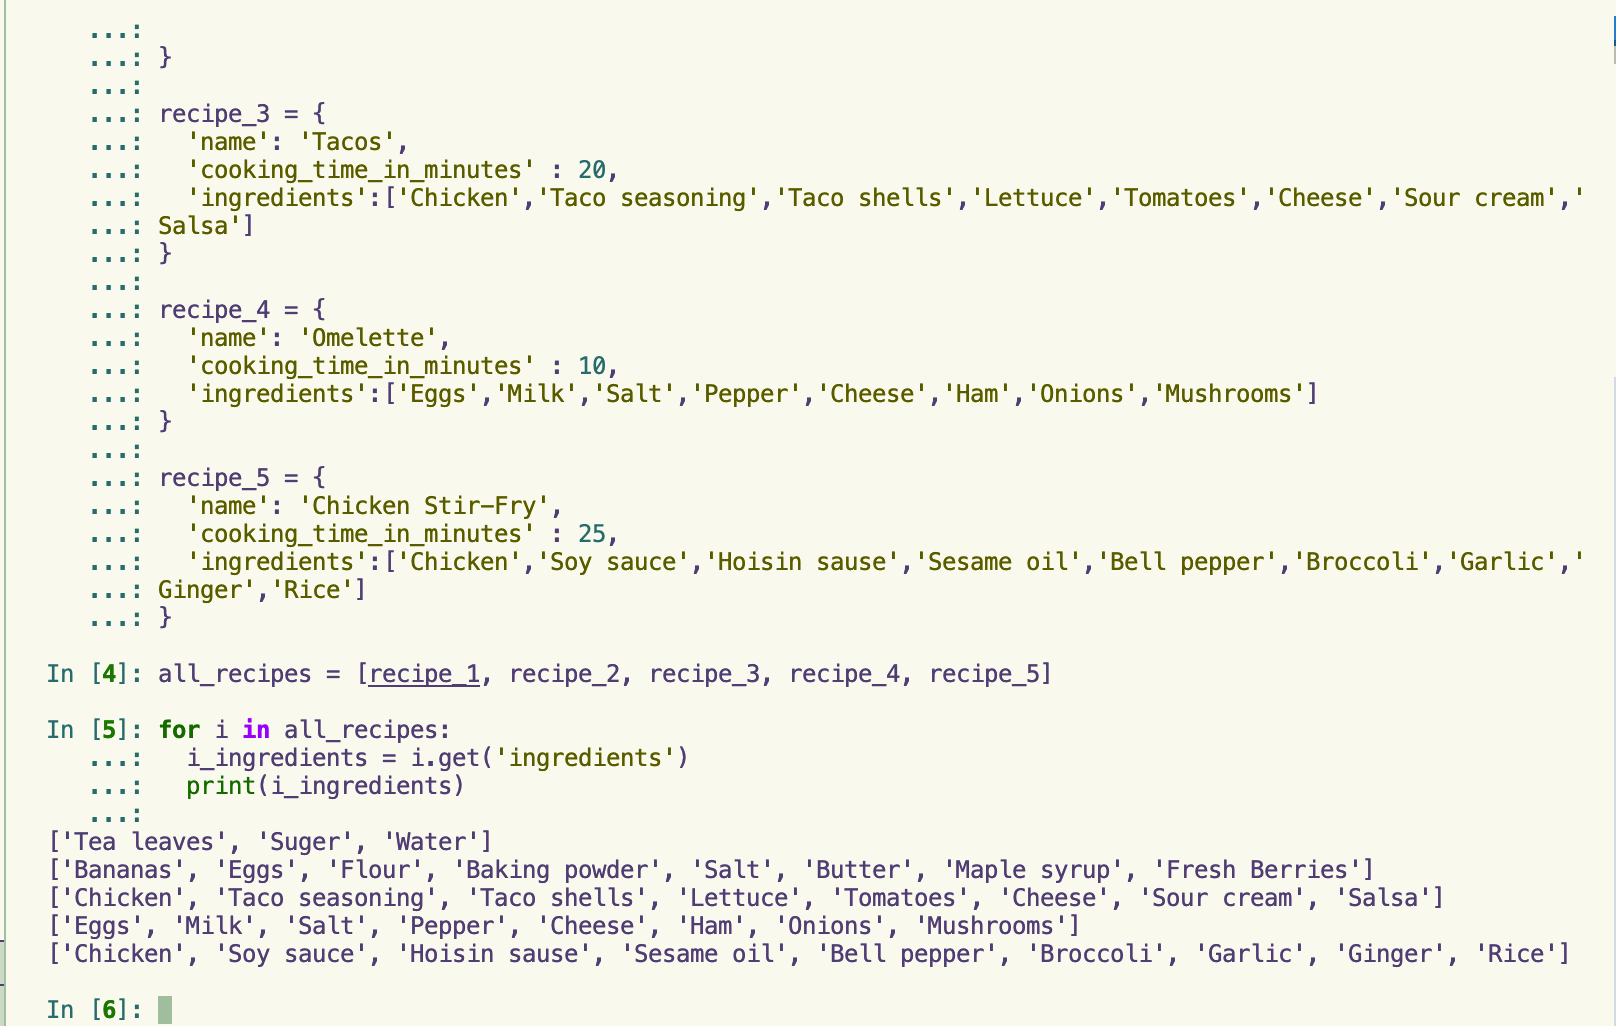 ...:
...: }
...:
...: recipe_3 = {
...:   'name': 'Tacos',
...:   'cooking_time_in_minutes' : 20,
...:   'ingredients':['Chicken','Taco seasoning','Taco shells','Lettuce','Tomatoes','Cheese','Sour cream','
...: Salsa']
...: }
...:
...: recipe_4 = {
...:   'name': 'Omelette',
...:   'cooking_time_in_minutes' : 10,
...:   'ingredients':['Eggs','Milk','Salt','Pepper','Cheese','Ham','Onions','Mushrooms']
...: }
...:
...: recipe_5 = {
...:   'name': 'Chicken Stir-Fry',
...:   'cooking_time_in_minutes' : 25,
...:   'ingredients':['Chicken','Soy sauce','Hoisin sause','Sesame oil','Bell pepper','Broccoli','Garlic','
...: Ginger','Rice']
...: }
In [4]: all_recipes = [recipe_1, recipe_2, recipe_3, recipe_4, recipe_5]
In [5]: for i in all_recipes:
...:   i_ingredients = i.get('ingredients')
...:   print(i_ingredients)
...:
['Tea leaves', 'Suger', 'Water']
['Bananas', 'Eggs', 'Flour', 'Baking powder', 'Salt', 'Butter', 'Maple syrup', 'Fresh Berries']
['Chicken', 'Taco seasoning', 'Taco shells', 'Lettuce', 'Tomatoes', 'Cheese', 'Sour cream', 'Salsa']
['Eggs', 'Milk', 'Salt', 'Pepper', 'Cheese', 'Ham', 'Onions', 'Mushrooms']
['Chicken', 'Soy sauce', 'Hoisin sause', 'Sesame oil', 'Bell pepper', 'Broccoli', 'Garlic', 'Ginger', 'Rice']
In [6]: